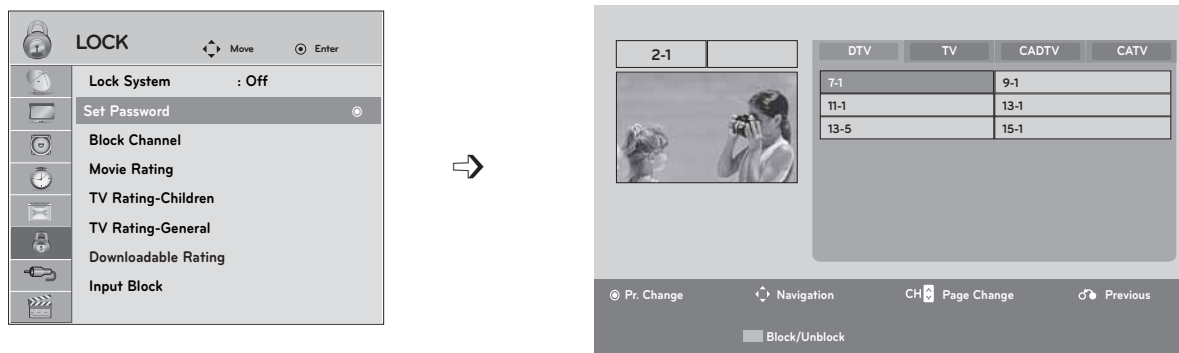 LOCK Move Enter
Lock System : Off
Set Password
Block Channel
Movie Rating
TV Rating-Children
TV Rating-General
Downloadable Rating
Input Block
2-1
DTV TV CADTV CATV
7-1 9-1
11-1 13-1
13-5 15-1
Pr. Change Navigation CH Page Change Previous
Block/Unblock